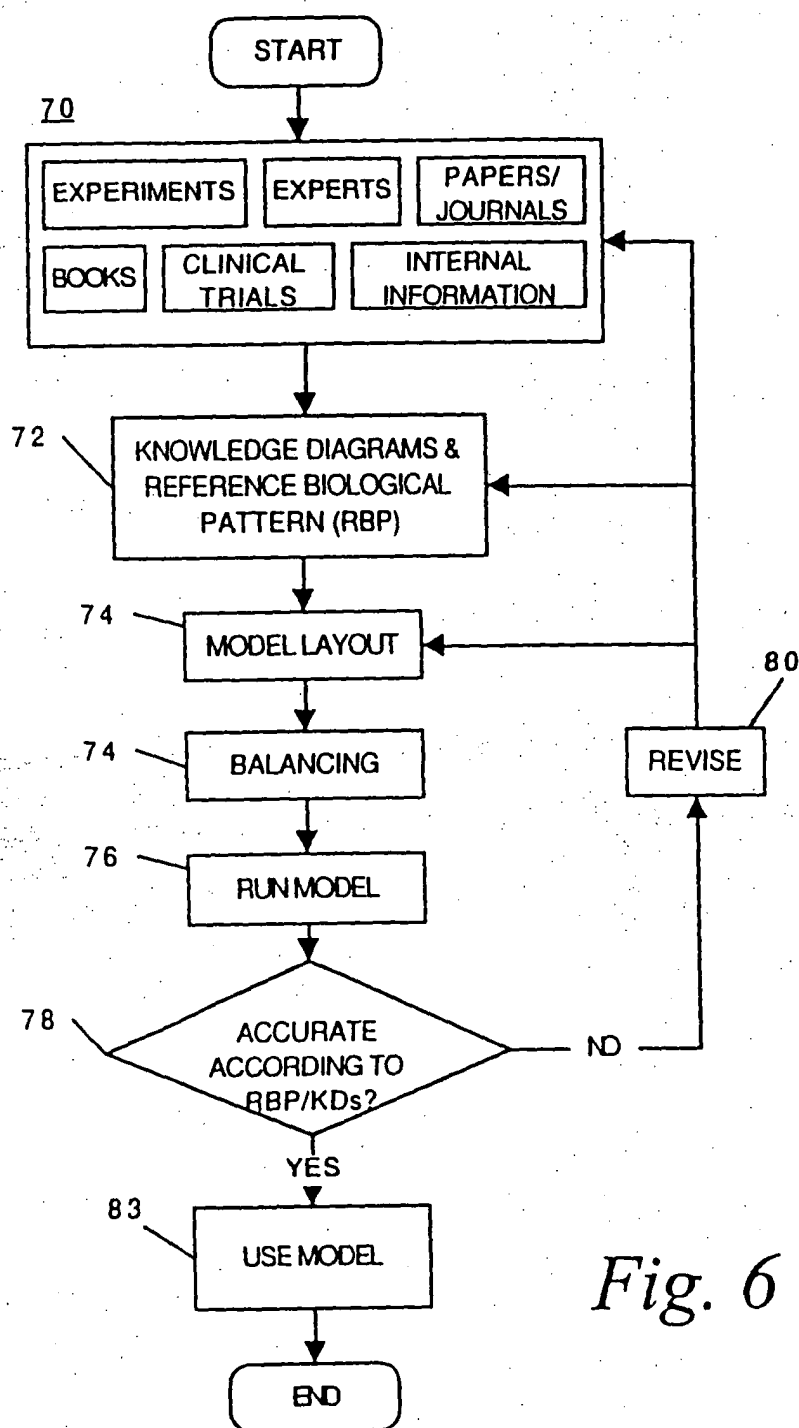 START
70
EXPERIMENTS
EXPERTS
PAPERS/
JOURNALS
BOOKS
CLINICAL
TRIALS
INTERNAL
INFORMATION
72
KNOWLEDGE DIAGRAMS &
REFERENCE BIOLOGICAL
PATTERN (RBP)
74
MODEL LAYOUT
80
REVISE
74
BALANCING
76
RUN MODEL
78
ACCURATE
ACCORDING TO
RBP/KDs?
NO
YES
83
USE MODEL
Fig. 6
END